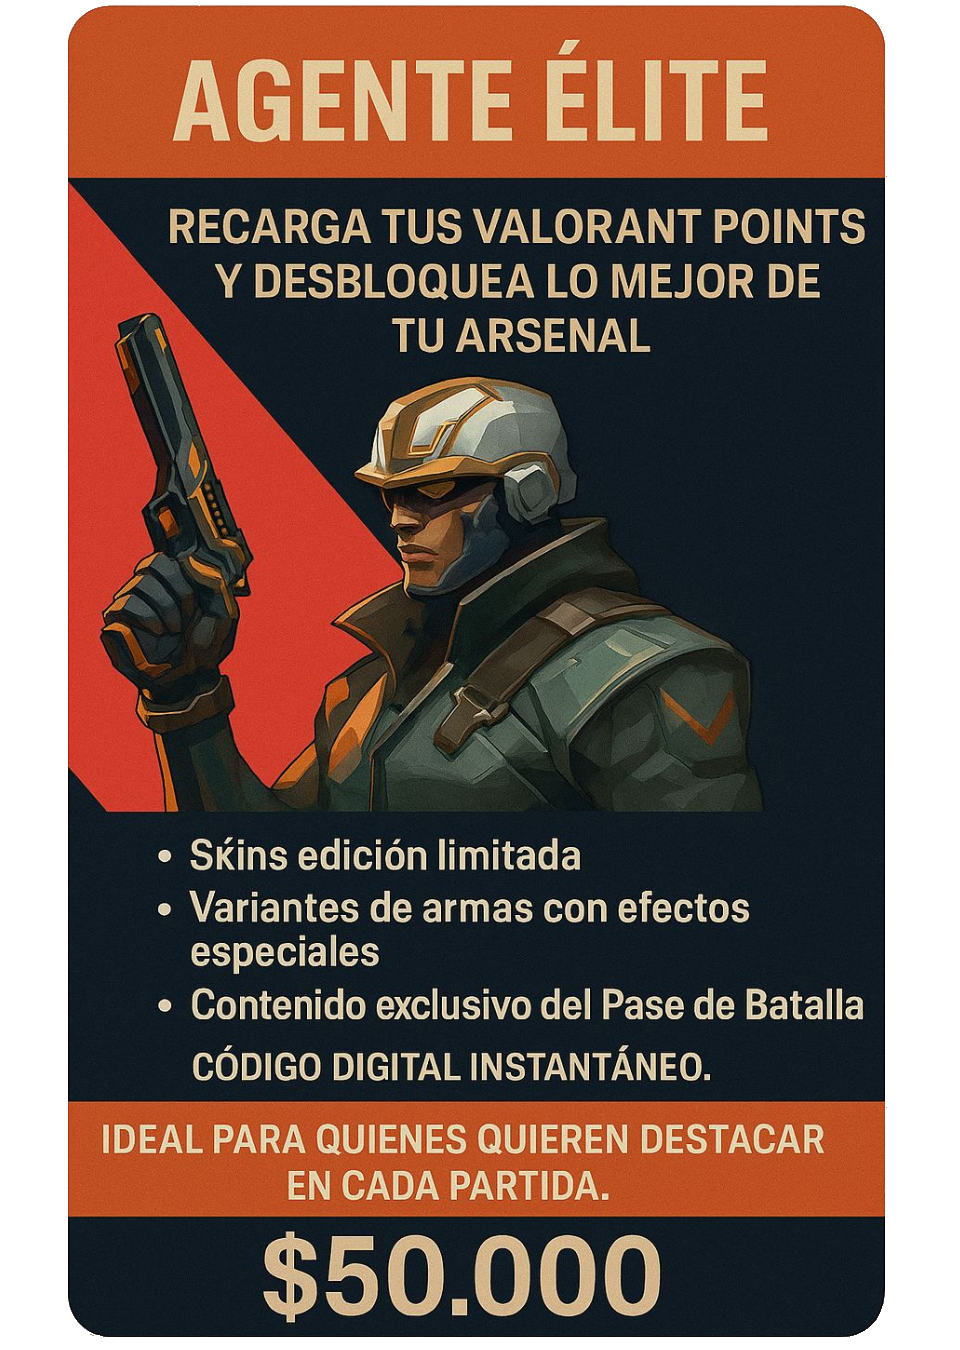 AGENTE ÉLITE
RECARGA TUS VALORANT POINTS
Y DESBLOQUEA LO MEJOR DE
TU ARSENAL
• Sḱins edición limitada
• Variantes de armas con efectos
especiales
• Contenido exclusivo del Pase de Batalla
CÓDIGO DIGITAL INSTANTÁNEO.
IDEAL PARA QUIENES QUIEREN DESTACAR
EN CADA PARTIDA.
$50.000